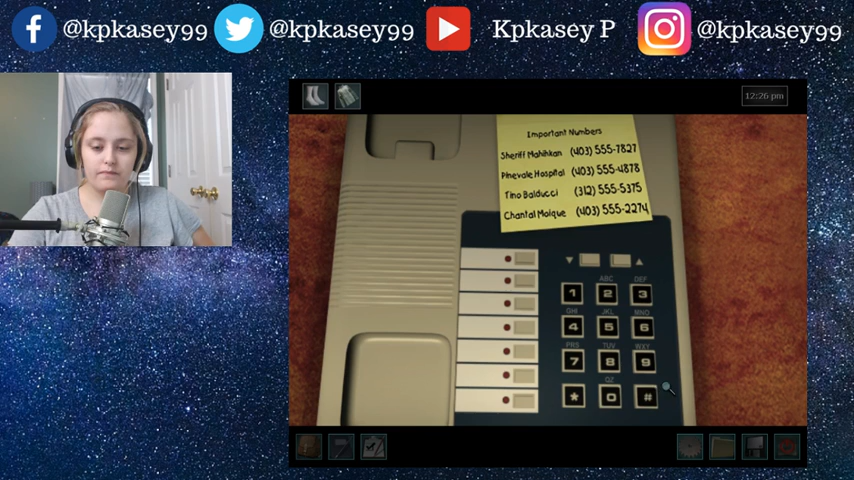 @kpkasey99 @kpkasey99 Kpkasey P @kpkasey99
12:26 pm
Important Numbers
Sheriff Mahihkan (403) 555-7827
Pinevale Hospital (403) 555-4878
Tino Balducci (312) 555-5375
Chantal Moique (403) 555-2274
ABC DEF
1 2 3
GHI JKL MNO
4 5 6
PRS TUV WXY
7 8 9
OZ
* 0 #